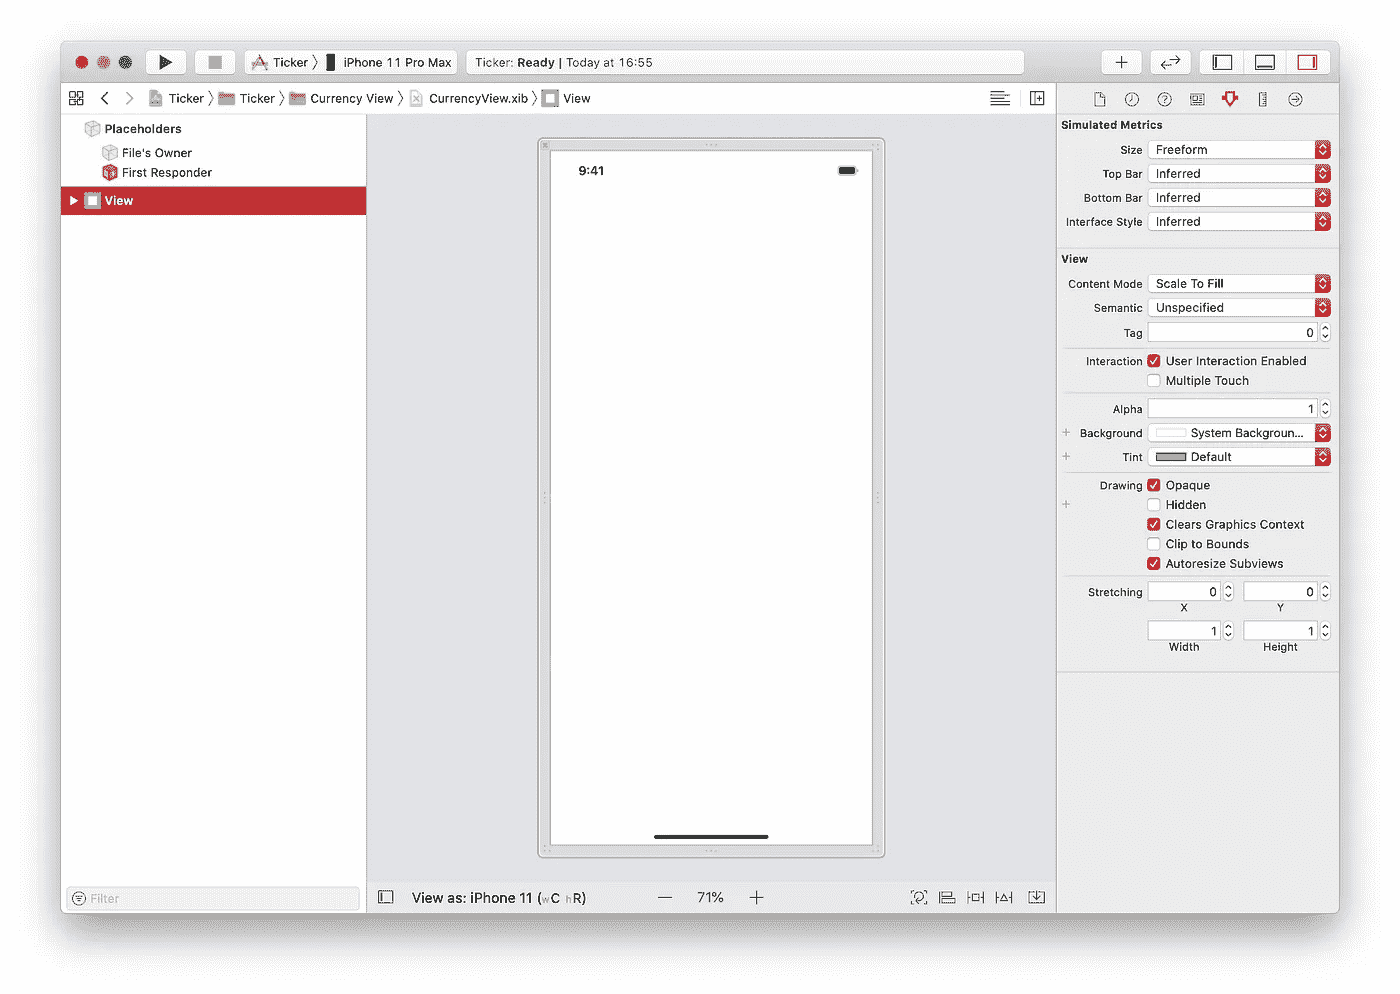 Ticker 〉 iPhone 11 Pro Max
Ticker: Ready | Today at 16:55
Ticker 〉 Ticker 〉 Currency View 〉 CurrencyView.xib 〉 View
Placeholders
File's Owner
First Responder
View
Filter
9:41
View as: iPhone 11 (wC hR)
71%
Simulated Metrics
Size Freeform
Top Bar Inferred
Bottom Bar Inferred
Interface Style Inferred
View
Content Mode Scale To Fill
Semantic Unspecified
Tag 0
Interaction User Interaction Enabled
Multiple Touch
Alpha 1
Background System Backgroun...
Tint Default
Drawing Opaque
Hidden
Clears Graphics Context
Clip to Bounds
Autoresize Subviews
Stretching 0 0
X Y
1 1
Width Height